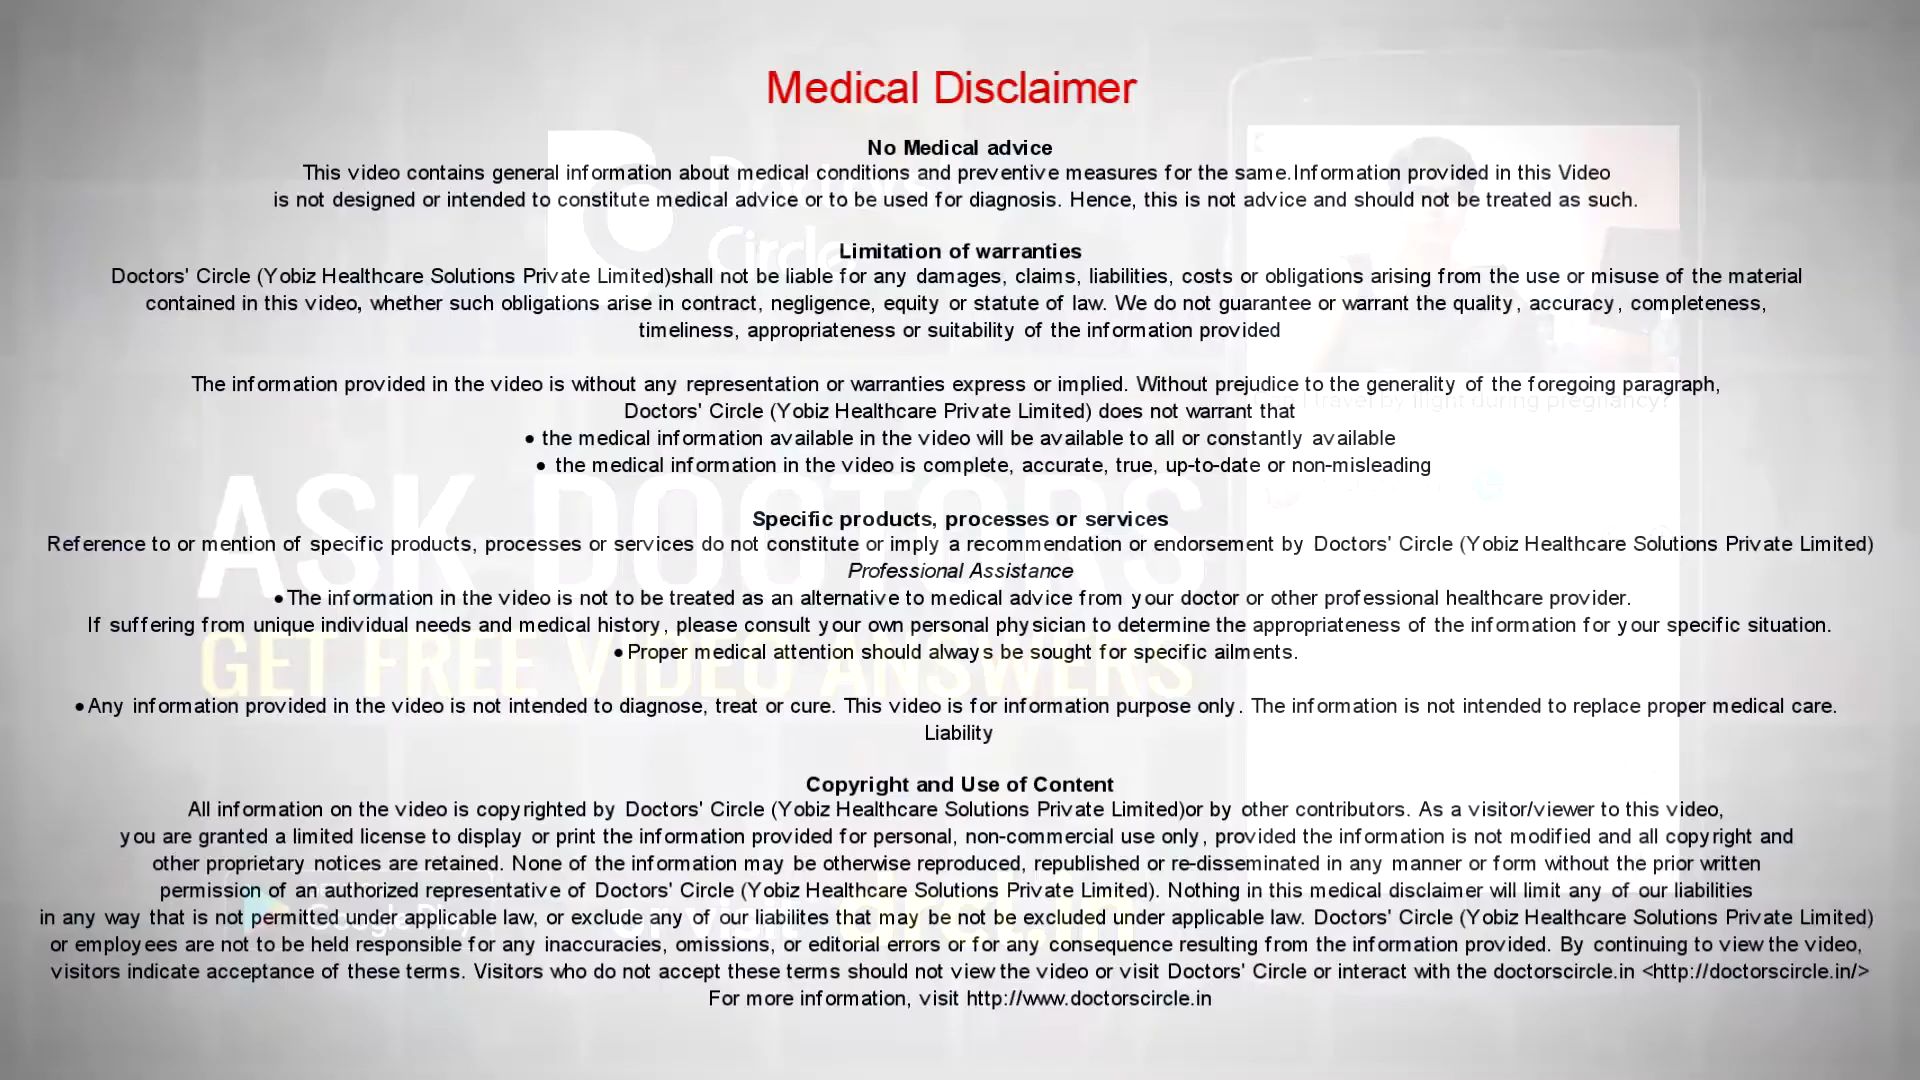 Medical Disclaimer
No Medical advice
This video contains general information about medical conditions and preventive measures for the same.Information provided in this Video
is not designed or intended to constitute medical advice or to be used for diagnosis. Hence, this is not advice and should not be treated as such.
Doctors'
Circle
Limitation of warranties
Doctors' Circle (Yobiz Healthcare Solutions Private Limited)shall not be liable for any damages, claims, liabilities, costs or obligations arising from the use or misuse of the material
contained in this video, whether such obligations arise in contract, negligence, equity or statute of law. We do not guarantee or warrant the quality, accuracy, completeness,
timeliness, appropriateness or suitability of the information provided
The information provided in the video is without any representation or warranties express or implied. Without prejudice to the generality of the foregoing paragraph,
Can I travel by flight during pregnancy?
Doctors' Circle (Yobiz Healthcare Private Limited) does not warrant that
• the medical information available in the video will be available to all or constantly available
• the medical information in the video is complete, accurate, true, up-to-date or non-misleading
ASK DOCTORS
Specific products, processes or services
Reference to or mention of specific products, processes or services do not constitute or imply a recommendation or endorsement by Doctors' Circle (Yobiz Healthcare Solutions Private Limited)
Professional Assistance
•The information in the video is not to be treated as an alternative to medical advice from your doctor or other professional healthcare provider.
If suffering from unique individual needs and medical history, please consult your own personal physician to determine the appropriateness of the information for your specific situation.
•Proper medical attention should always be sought for specific ailments.
GET FREE VIDEO ANSWERS
•Any information provided in the video is not intended to diagnose, treat or cure. This video is for information purpose only. The information is not intended to replace proper medical care.
Liability
Copyright and Use of Content
All information on the video is copyrighted by Doctors' Circle (Yobiz Healthcare Solutions Private Limited)or by other contributors. As a visitor/viewer to this video,
you are granted a limited license to display or print the information provided for personal, non-commercial use only, provided the information is not modified and all copyright and
other proprietary notices are retained. None of the information may be otherwise reproduced, republished or re-disseminated in any manner or form without the prior written
permission of an authorized representative of Doctors' Circle (Yobiz Healthcare Solutions Private Limited). Nothing in this medical disclaimer will limit any of our liabilities
in any way that is not permitted under applicable law, or exclude any of our liabilites that may be not be excluded under applicable law. Doctors' Circle (Yobiz Healthcare Solutions Private Limited)
Google Play
or visit drcl.in
or employees are not to be held responsible for any inaccuracies, omissions, or editorial errors or for any consequence resulting from the information provided. By continuing to view the video,
visitors indicate acceptance of these terms. Visitors who do not accept these terms should not view the video or visit Doctors' Circle or interact with the doctorscircle.in <http://doctorscircle.in/>
For more information, visit http://www.doctorscircle.in